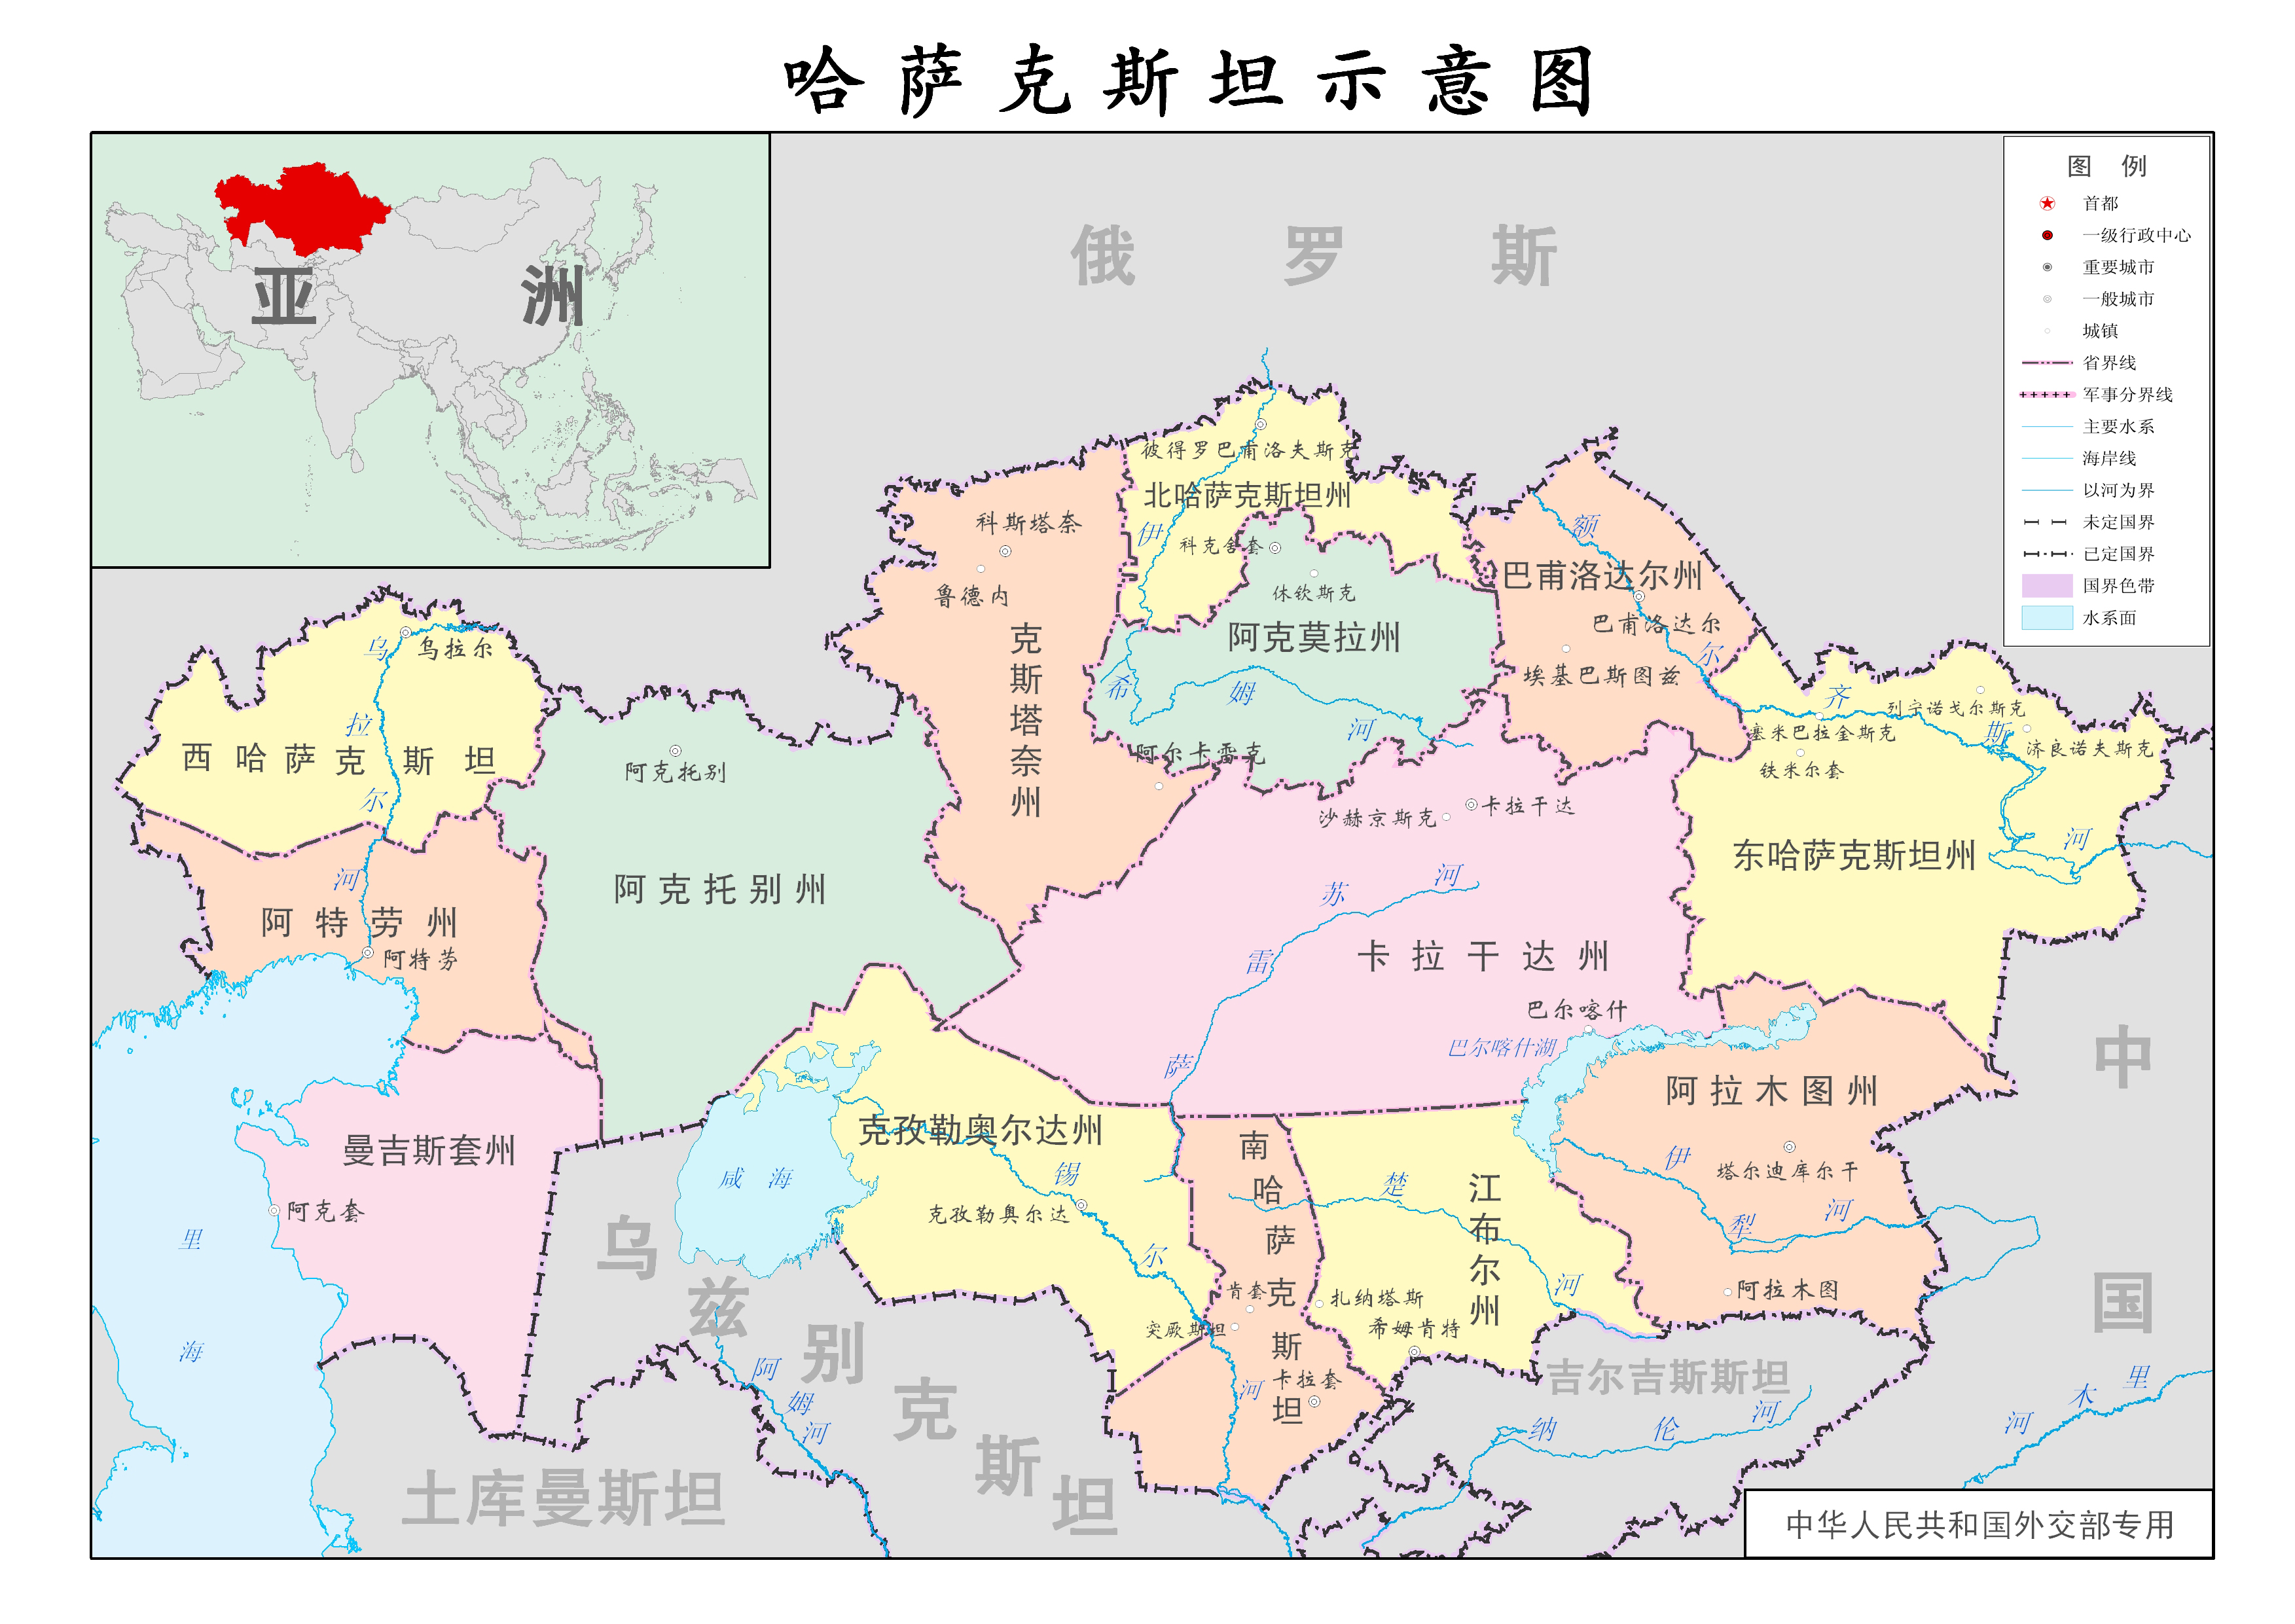 哈萨克斯坦示意图
亚洲
图例
首都
一级行政中心
重要城市
一般城市
城镇
省界线
军事分界线
主要水系
海岸线
以河为界
未定国界
已定国界
国界色带
水系面
俄罗斯
彼得罗巴甫洛夫斯克
北哈萨克斯坦州
科斯塔奈
伊
科克舍套
额
鲁德内
休钦斯克
巴甫洛达尔州
克斯塔奈州
阿克莫拉州
巴甫洛达尔
乌
乌拉尔
尔
埃基巴斯图兹
希
姆
河
齐
列宁诺戈尔斯克
拉
塞米巴拉金斯克
斯
济良诺夫斯克
西哈萨克斯坦
阿克托别
阿尔卡雷克
铁米尔套
尔
沙赫京斯克
卡拉干达
河
东哈萨克斯坦州
河
阿克托别州
苏
河
阿特劳州
阿特劳
雷
卡拉干达州
巴尔喀什
萨
巴尔喀什湖
中
阿拉木图州
克孜勒奥尔达州
曼吉斯套州
南哈萨克斯坦
咸海
锡
楚
江布尔州
伊
塔尔迪库尔干
阿克套
克孜勒奥尔达
犁
河
里
乌兹别克斯坦
尔
河
肯套
扎纳塔斯
阿拉木图
国
突厥斯坦
希姆肯特
海
阿
姆
河
河
卡拉套
吉尔吉斯斯坦
里
木
河
纳
伦
河
土库曼斯坦
中华人民共和国外交部专用